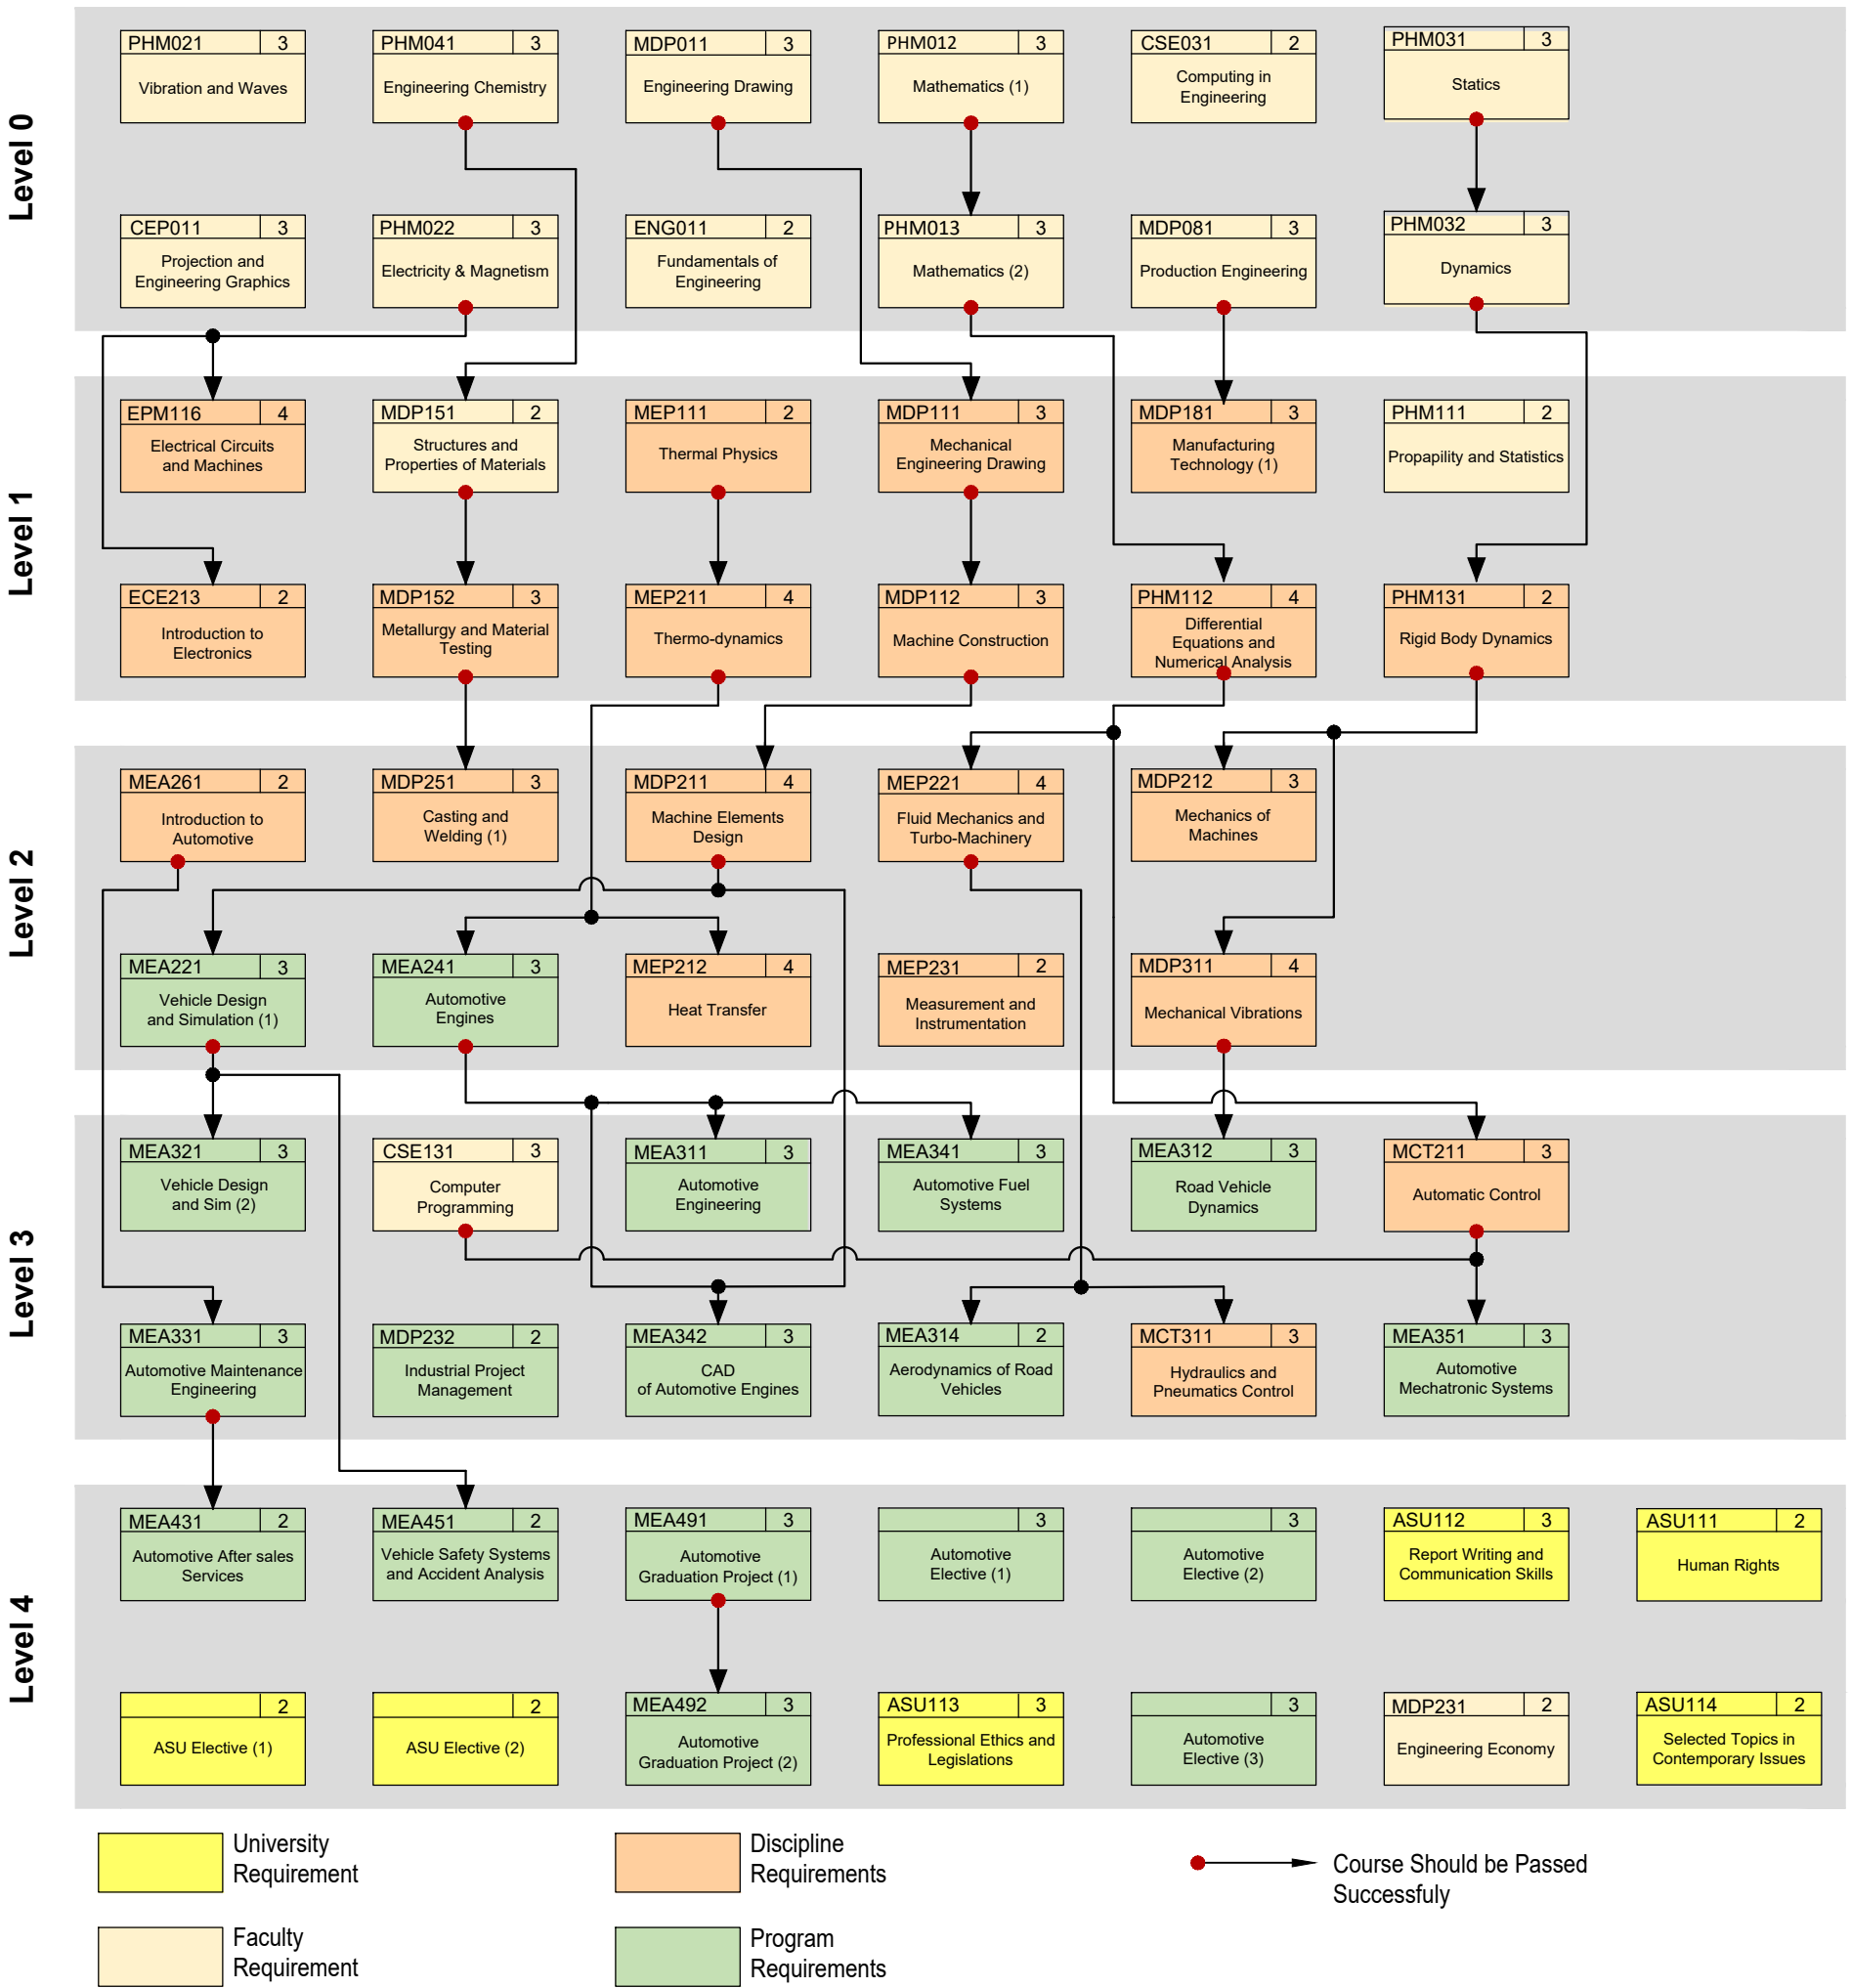 Level 0
PHM021 3
Vibration and Waves
PHM041 3
Engineering Chemistry
MDP011 3
Engineering Drawing
PHM012 3
Mathematics (1)
CSE031 2
Computing in
Engineering
PHM031 3
Statics
CEP011 3
Projection and
Engineering Graphics
PHM022 3
Electricity & Magnetism
ENG011 2
Fundamentals of
Engineering
PHM013 3
Mathematics (2)
MDP081 3
Production Engineering
PHM032 3
Dynamics
Level 1
EPM116 4
Electrical Circuits
and Machines
MDP151 2
Structures and
Properties of Materials
MEP111 2
Thermal Physics
MDP111 3
Mechanical
Engineering Drawing
MDP181 3
Manufacturing
Technology (1)
PHM111 2
Propapility and Statistics
ECE213 2
Introduction to
Electronics
MDP152 3
Metallurgy and Material
Testing
MEP211 4
Thermo-dynamics
MDP112 3
Machine Construction
PHM112 4
Differential
Equations and
Numerical Analysis
PHM131 2
Rigid Body Dynamics
Level 2
MEA261 2
Introduction to
Automotive
MDP251 3
Casting and
Welding (1)
MDP211 4
Machine Elements
Design
MEP221 4
Fluid Mechanics and
Turbo-Machinery
MDP212 3
Mechanics of
Machines
MEA221 3
Vehicle Design
and Simulation (1)
MEA241 3
Automotive
Engines
MEP212 4
Heat Transfer
MEP231 2
Measurement and
Instrumentation
MDP311 4
Mechanical Vibrations
Level 3
MEA321 3
Vehicle Design
and Sim (2)
CSE131 3
Computer
Programming
MEA311 3
Automotive
Engineering
MEA341 3
Automotive Fuel
Systems
MEA312 3
Road Vehicle
Dynamics
MCT211 3
Automatic Control
MEA331 3
Automotive Maintenance
Engineering
MDP232 2
Industrial Project
Management
MEA342 3
CAD
of Automotive Engines
MEA314 2
Aerodynamics of Road
Vehicles
MCT311 3
Hydraulics and
Pneumatics Control
MEA351 3
Automotive
Mechatronic Systems
Level 4
MEA431 2
Automotive After sales
Services
MEA451 2
Vehicle Safety Systems
and Accident Analysis
MEA491 3
Automotive
Graduation Project (1)
3
Automotive
Elective (1)
3
Automotive
Elective (2)
ASU112 3
Report Writing and
Communication Skills
ASU111 2
Human Rights
2
ASU Elective (1)
2
ASU Elective (2)
MEA492 3
Automotive
Graduation Project (2)
ASU113 3
Professional Ethics and
Legislations
3
Automotive
Elective (3)
MDP231 2
Engineering Economy
ASU114 2
Selected Topics in
Contemporary Issues
University
Requirement
Discipline
Requirements
Course Should be Passed
Successfuly
Faculty
Requirement
Program
Requirements